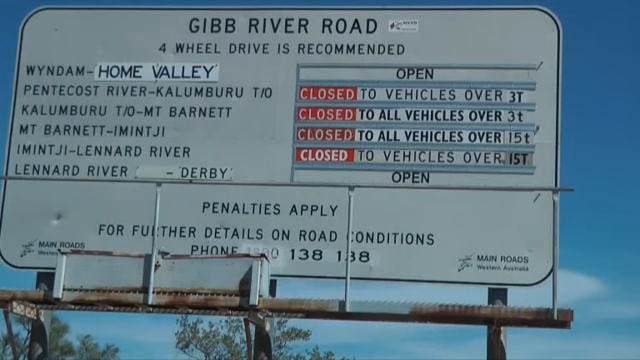 GIBB RIVER ROAD
4 WHEEL DRIVE IS RECOMMENDED
WYNDAM-HOME VALLEY OPEN
PENTECOST RIVER-KALUMBURU T/O CLOSED TO VEHICLES OVER 3T
KALUMBURU T/O-MT BARNETT CLOSED TO ALL VEHICLES OVER 3t
MT BARNETT-IMINTJI CLOSED TO ALL VEHICLES OVER 15t
IMINTJI-LENNARD RIVER CLOSED TO VEHICLES OVER 15T
LENNARD RIVER - DERBY OPEN
PENALTIES APPLY
FOR FURTHER DETAILS ON ROAD CONDITIONS
PHONE 138 138
MAIN ROADS
Western
MAIN ROADS
Western Australia